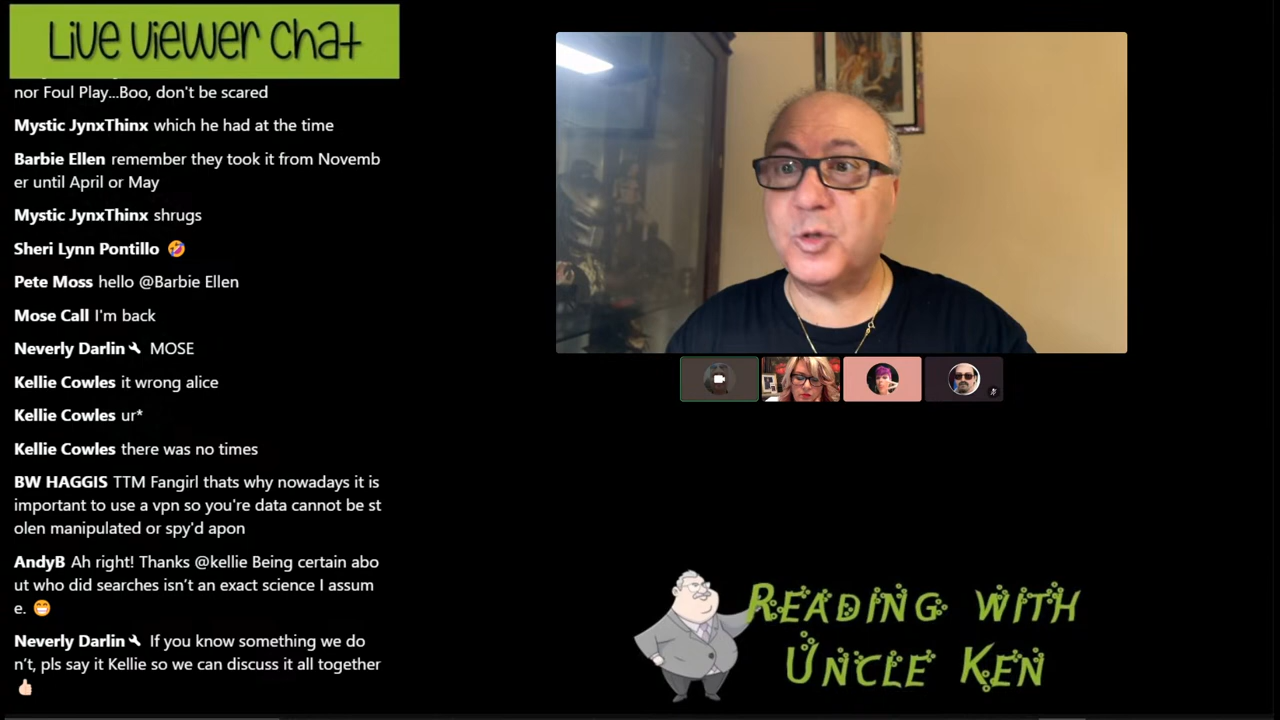 Live viewer chat
nor Foul Play...Boo, don't be scared
Mystic JynxThinx which he had at the time
Barbie Ellen remember they took it from Novemb
er until April or May
Mystic JynxThinx shrugs
Sheri Lynn Pontillo 🤣
Pete Moss hello @Barbie Ellen
Mose Call I'm back
Neverly Darlin MOSE
Kellie Cowles it wrong alice
Kellie Cowles ur*
Kellie Cowles there was no times
BW HAGGIS TTM Fangirl thats why nowadays it is
important to use a vpn so you're data cannot be st
olen manipulated or spy'd apon
AndyB Ah right! Thanks @kellie Being certain abo
ut who did searches isn’t an exact science I assum
e. 😁
Neverly Darlin If you know something we do
n’t, pls say it Kellie so we can discuss it all together
👍🏻
Reading with
Uncle Ken